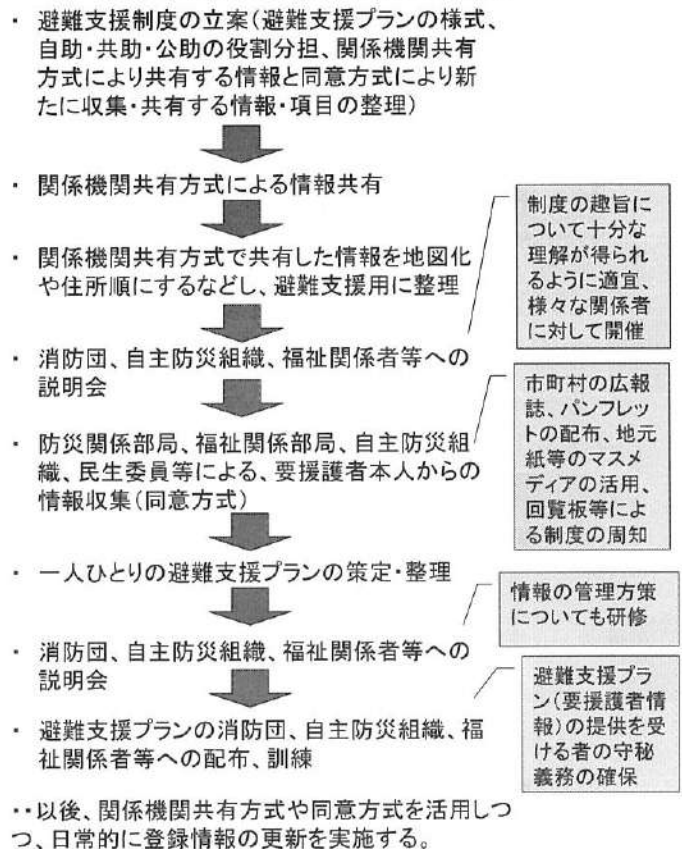 ・ 避難支援制度の立案(避難支援プランの様式、
自助・共助・公助の役割分担、関係機関共有
方式により共有する情報と同意方式により新
たに収集・共有する情報・項目の整理)
・ 関係機関共有方式による情報共有
・ 関係機関共有方式で共有した情報を地図化
や住所順にするなどし、避難支援用に整理
・ 消防団、自主防災組織、福祉関係者等への
説明会
制度の趣旨に
ついて十分な
理解が得られ
るように適宜、
様々な関係者
に対して開催
・ 防災関係部局、福祉関係部局、自主防災組
織、民生委員等による、要援護者本人からの
情報収集(同意方式)
市町村の広報
誌、パンフレッ
トの配布、地元
紙等のマスメ
ディアの活用、
回覧板等によ
る制度の周知
・ 一人ひとりの避難支援プランの策定・整理
・ 消防団、自主防災組織、福祉関係者等への
説明会
情報の管理方策
についても研修
・ 避難支援プランの消防団、自主防災組織、福
祉関係者等への配布、訓練
避難支援プラ
ン(要援護者情
報)の提供を受
ける者の守秘
義務の確保
・・以後、関係機関共有方式や同意方式を活用しつ
つ、日常的に登録情報の更新を実施する。